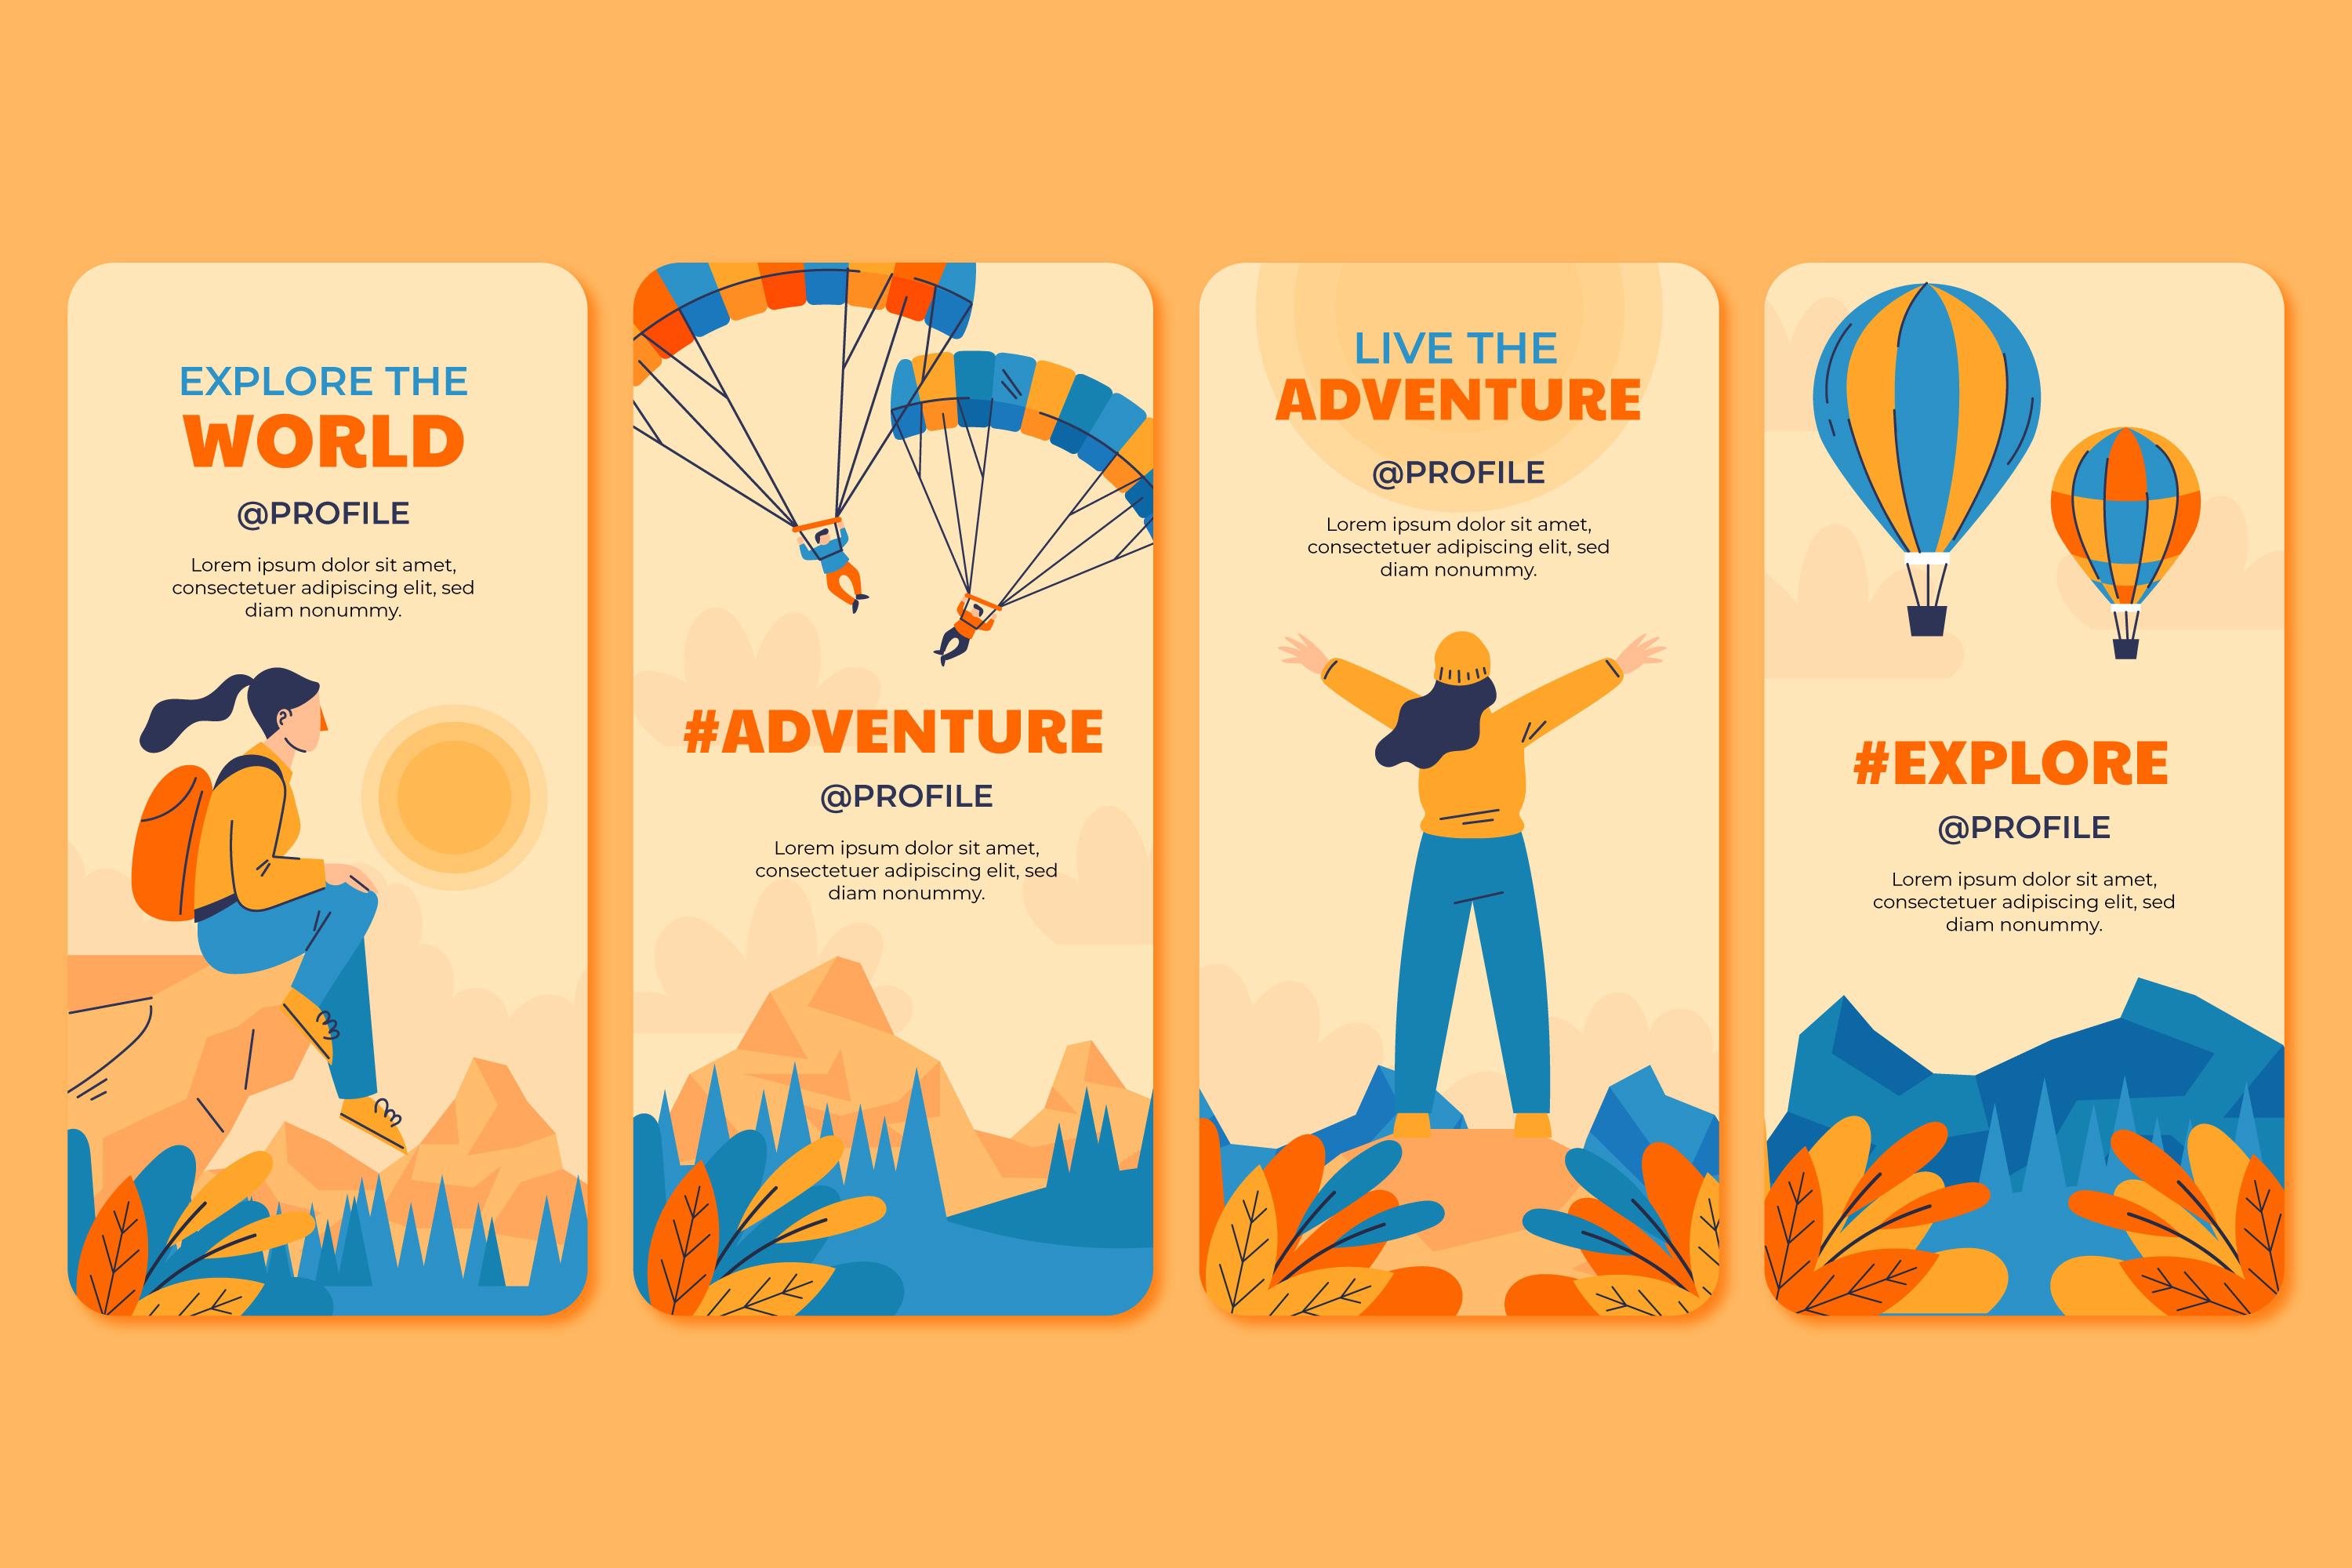 EXPLORE THE
WORLD
@PROFILE
Lorem ipsum dolor sit amet,
consectetuer adipiscing elit, sed
diam nonummy.
#ADVENTURE
@PROFILE
Lorem ipsum dolor sit amet,
consectetuer adipiscing elit, sed
diam nonummy.
LIVE THE
ADVENTURE
@PROFILE
Lorem ipsum dolor sit amet,
consectetuer adipiscing elit, sed
diam nonummy.
#EXPLORE
@PROFILE
Lorem ipsum dolor sit amet,
consectetuer adipiscing elit, sed
diam nonummy.